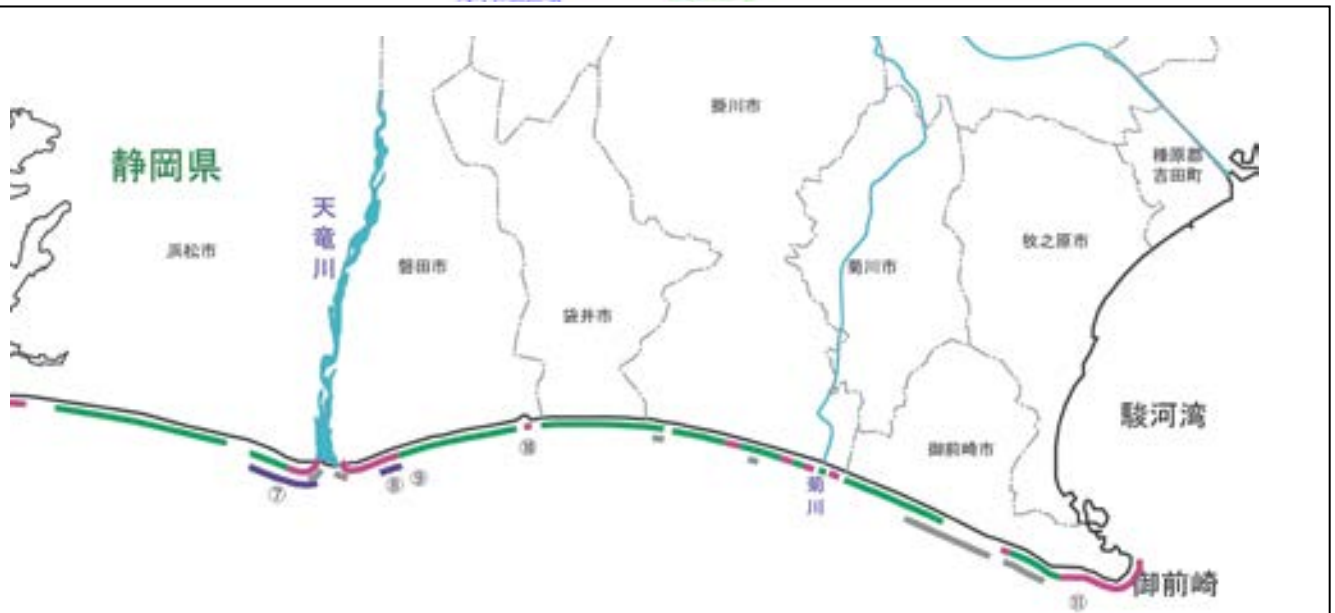 掛川市
榛原郡
吉田町
静岡県
天竜川
浜松市
磐田市
菊川市
牧之原市
袋井市
駿河湾
御前崎市
⑦
⑧
⑨
⑩
菊川
御前崎
⑪